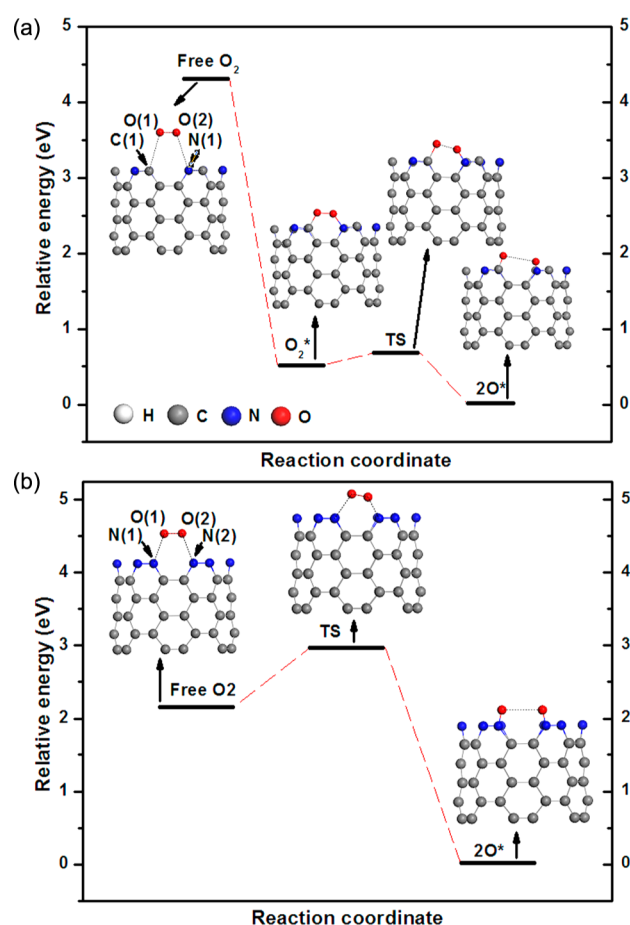 (a)
5
4
3
2
1
0
Relative energy (eV)
5
4
3
2
1
0
Free O2
O(1)
O(2)
C(1)
N(1)
O2*
TS
2O*
H
C
N
O
Reaction coordinate
(b)
5
4
3
2
1
0
Relative energy (eV)
5
4
3
2
1
0
O(1)
O(2)
N(1)
N(2)
Free O2
TS
2O*
Reaction coordinate